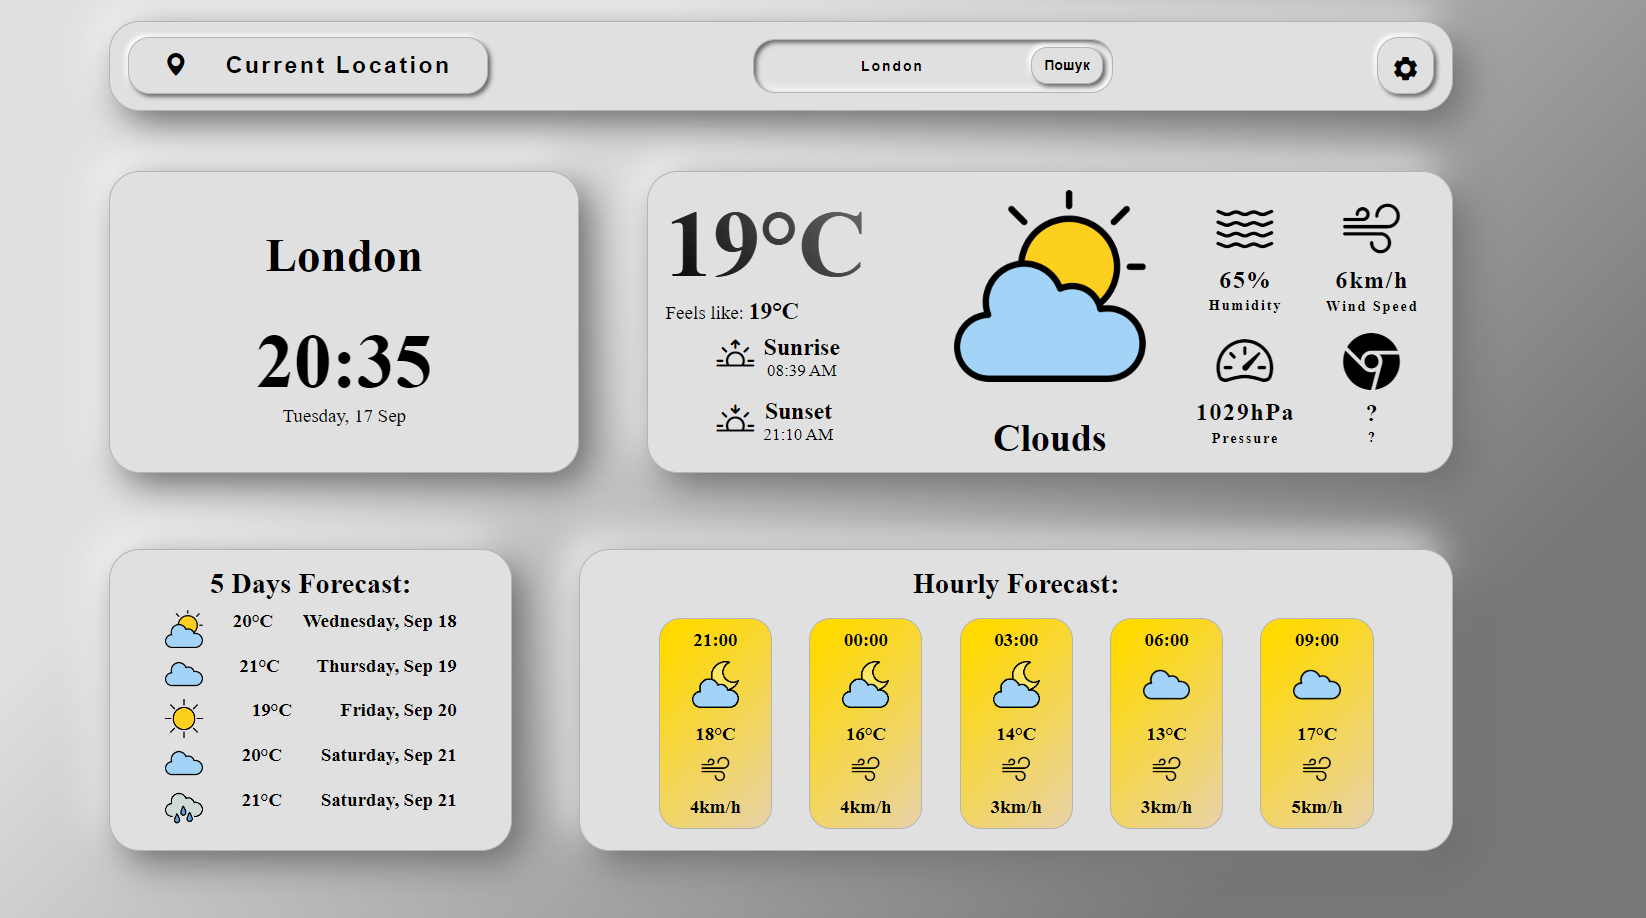 Current Location
London
Пошук
London
20:35
Tuesday, 17 Sep
19°C
Feels like: 19°C
Sunrise
08:39 AM
Sunset
21:10 AM
Clouds
65%
Humidity
6km/h
Wind Speed
1029hPa
Pressure
?
?
5 Days Forecast:
20°C Wednesday, Sep 18
21°C Thursday, Sep 19
19°C Friday, Sep 20
20°C Saturday, Sep 21
21°C Saturday, Sep 21
Hourly Forecast:
21:00
18°C
4km/h
00:00
16°C
4km/h
03:00
14°C
3km/h
06:00
13°C
3km/h
09:00
17°C
5km/h